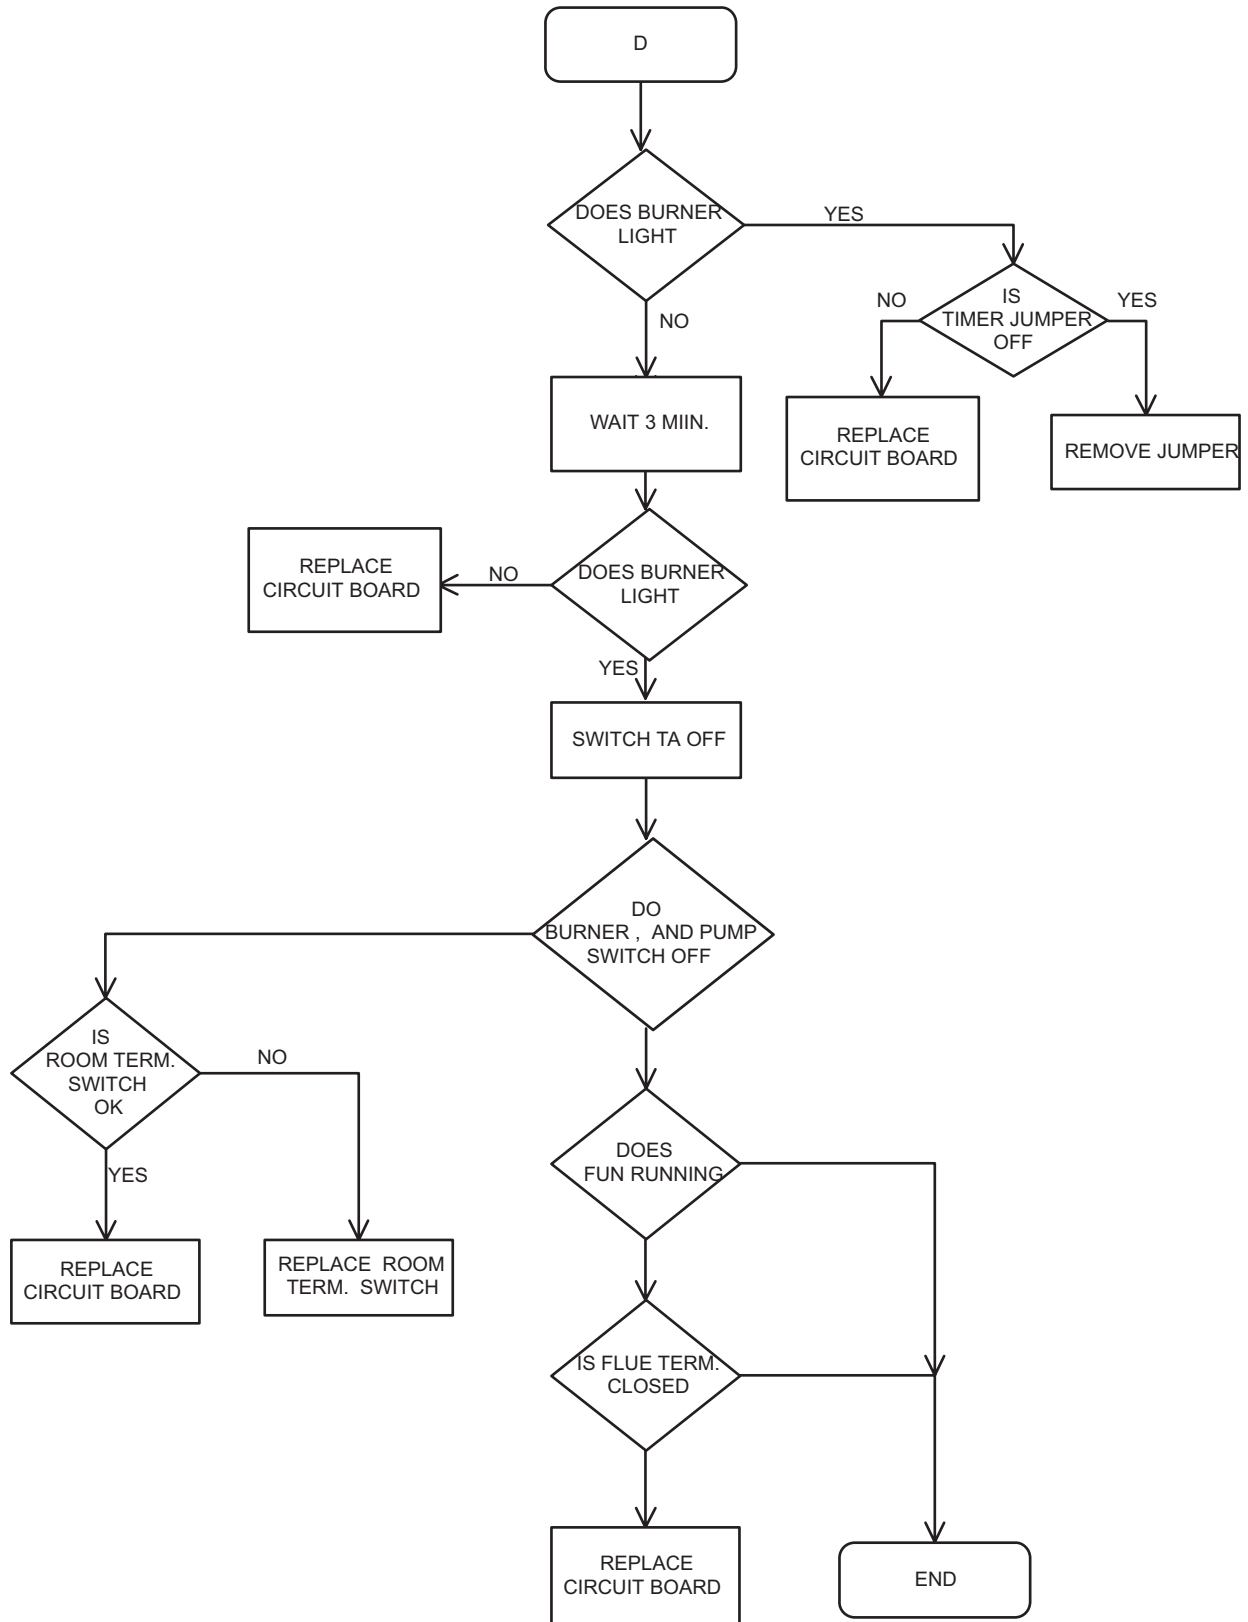 D
DOES BURNER
LIGHT
YES
NO
IS
TIMER JUMPER
OFF
NO
YES
WAIT 3 MIIN.
REPLACE
CIRCUIT BOARD
REMOVE JUMPER
REPLACE
CIRCUIT BOARD
NO
DOES BURNER
LIGHT
YES
SWITCH TA OFF
DO
BURNER , AND PUMP
SWITCH OFF
IS
ROOM TERM.
SWITCH
OK
NO
YES
DOES
FUN RUNNING
REPLACE
CIRCUIT BOARD
REPLACE ROOM
TERM. SWITCH
IS FLUE TERM.
CLOSED
REPLACE
CIRCUIT BOARD
END